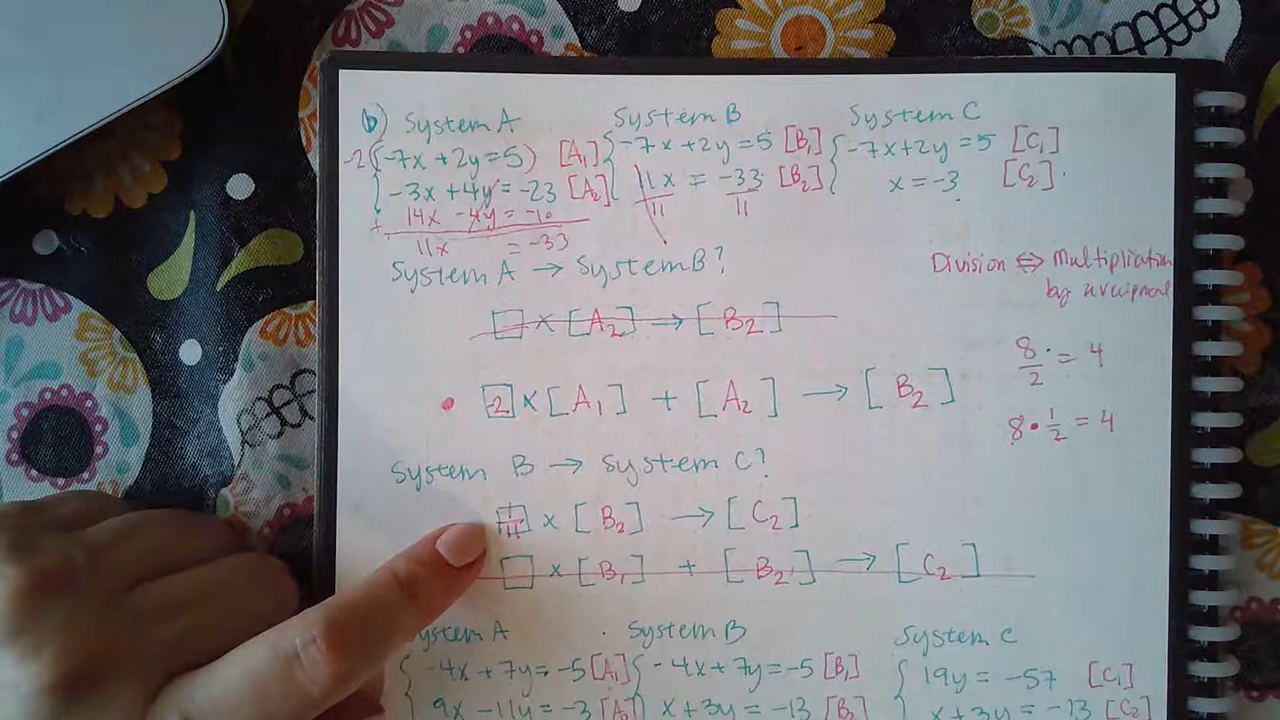 b) System A System B System C
-2(-7x + 2y = 5) [A₁] -7x + 2y = 5 [B₁] -7x + 2y = 5 [C₁]
-3x + 4y = -23 [A₂] 11x = -33 [B₂] x = -3 [C₂]
11 11
+ 14x - 4y = -10
11x = -33
System A → System B?
Division ⇔ Multiplication
by
□ × [A₂] → [B₂]
8/2 = 4
• -2 × [A₁] + [A₂] → [B₂]
8 • 1/2 = 4
System B → System C?
1/11 × [B₂] → [C₂]
□ × [B₁] + [B₂] → [C₂]
ystem A System B System C
-4x + 7y = -5 [A₁] -4x + 7y = -5 [B₁] 19y = -57 [C₁]
9x - 11y = -3 [A₂] x + 3y = -13 [B₂] x + 3y = -13 [C₂]